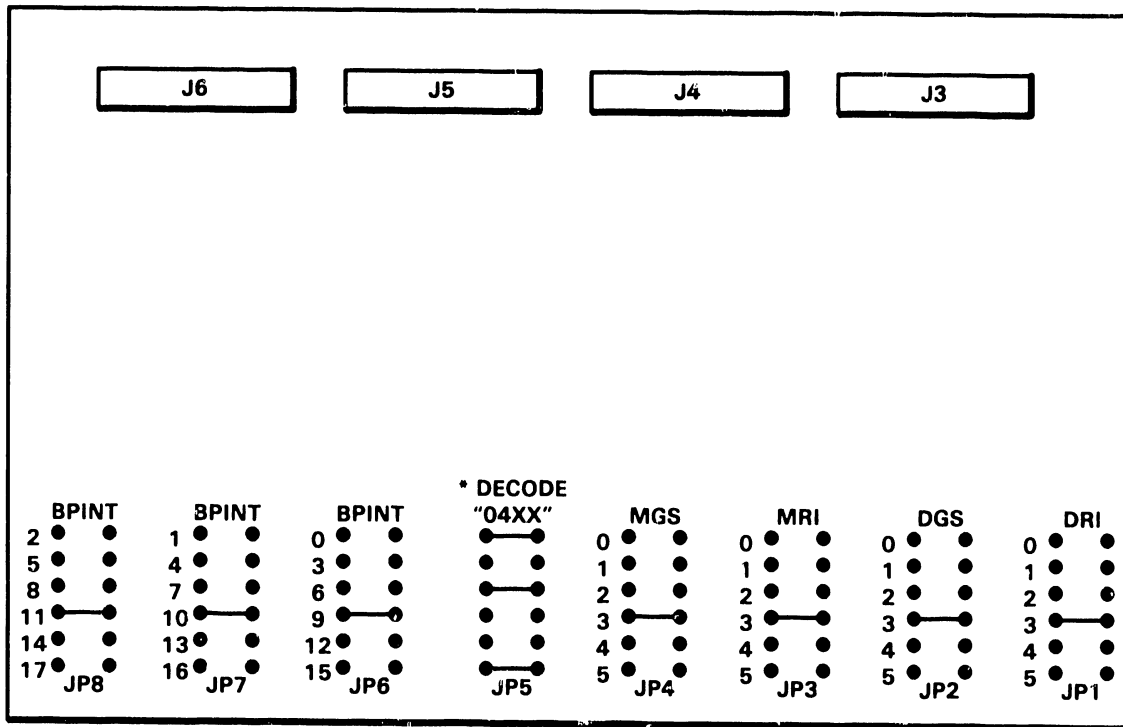 J6 J5 J4 J3
* DECODE
BPINT BPINT BPINT "04XX" MGS MRI DGS DRI
2 1 0 0 0 0 0
5 4 3 1 1 1 1
8 7 6 2 2 2 2
11 10 9 3 3 3 3
14 13 12 4 4 4 4
17 16 15 5 5 5 5
JP8 JP7 JP6 JP5 JP4 JP3 JP2 JP1